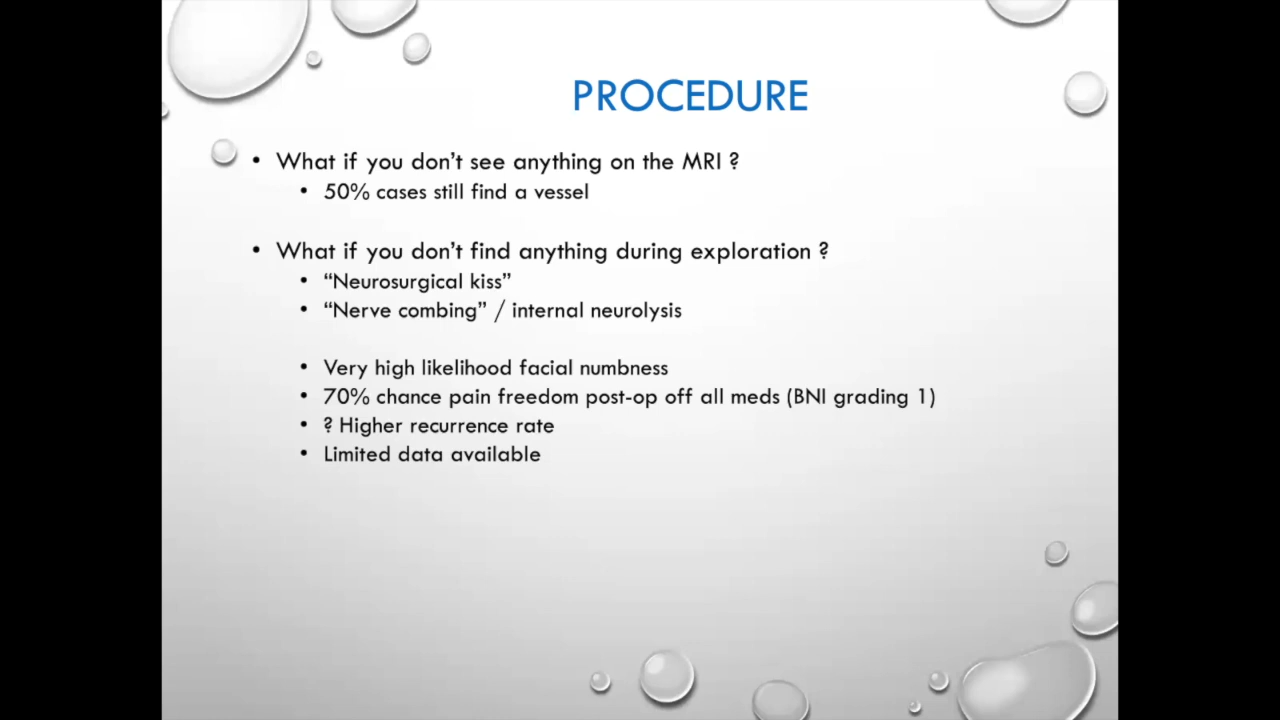 PROCEDURE
• What if you don't see anything on the MRI ?
• 50% cases still find a vessel
• What if you don't find anything during exploration ?
• “Neurosurgical kiss”
• “Nerve combing” / internal neurolysis
• Very high likelihood facial numbness
• 70% chance pain freedom post-op off all meds (BNI grading 1)
• ? Higher recurrence rate
• Limited data available